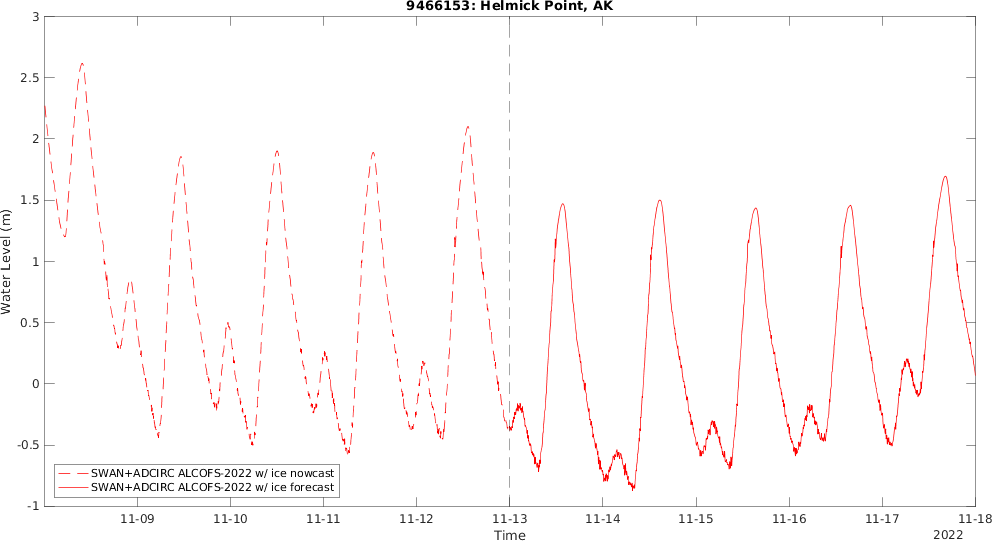 9466153: Helmick Point, AK
3
2.5
2
1.5
1
0.5
0
-0.5
-1
Water Level (m)
SWAN+ADCIRC ALCOFS-2022 w/ ice nowcast
SWAN+ADCIRC ALCOFS-2022 w/ ice forecast
11-09 11-10 11-11 11-12 11-13 11-14 11-15 11-16 11-17 11-18
Time
2022